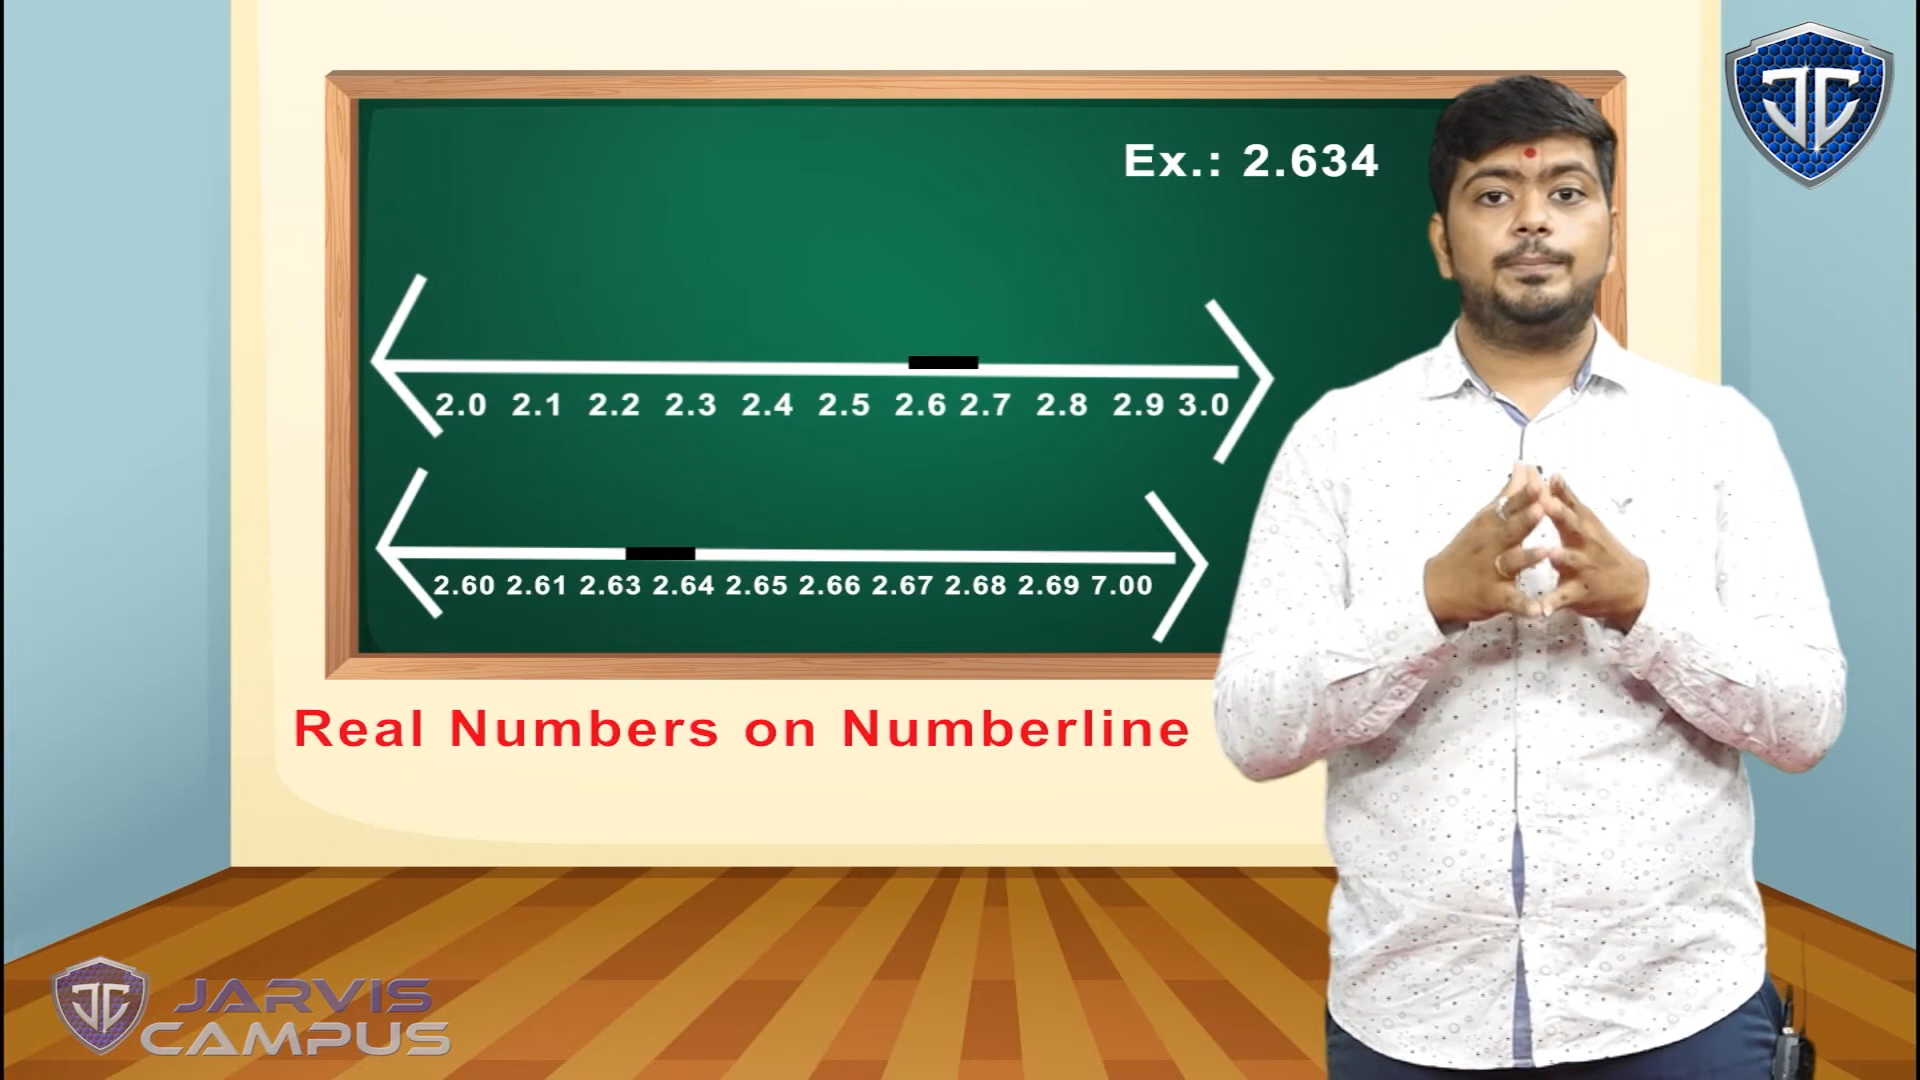 JC
Ex.: 2.634
2.0 2.1 2.2 2.3 2.4 2.5 2.6 2.7 2.8 2.9 3.0
2.60 2.61 2.63 2.64 2.65 2.66 2.67 2.68 2.69 7.00
Real Numbers on Numberline
JC
JARVIS
CAMPUS